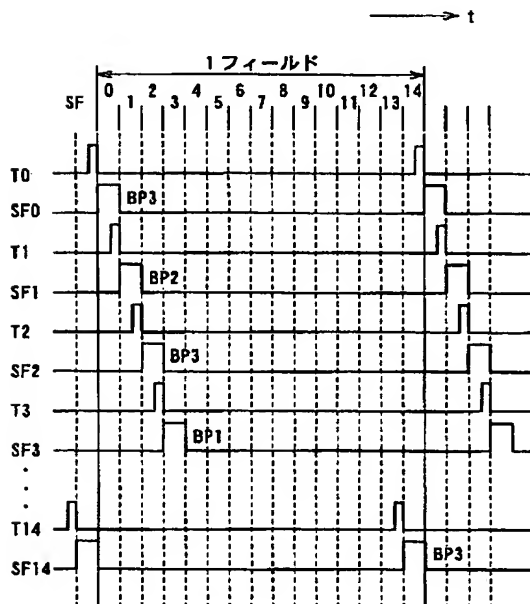 t
1フィールド
SF 0 1 2 3 4 5 6 7 8 9 10 11 12 13 14
T0
SF0 BP3
T1
SF1 BP2
T2
SF2 BP3
T3
SF3 BP1
T14
SF14 BP3